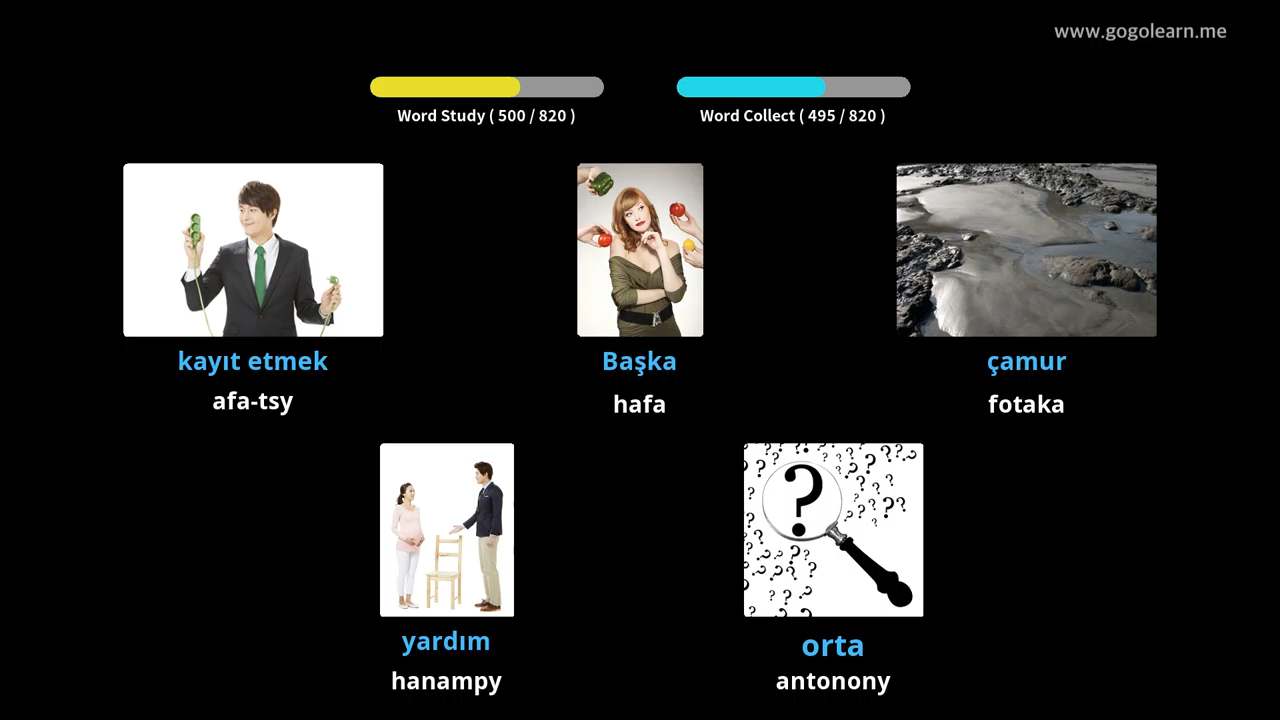 www.gogolearn.me
Word Study ( 500 / 820 )
Word Collect ( 495 / 820 )
kayıt etmek
afa-tsy
Başka
hafa
çamur
fotaka
yardım
hanampy
orta
antonony